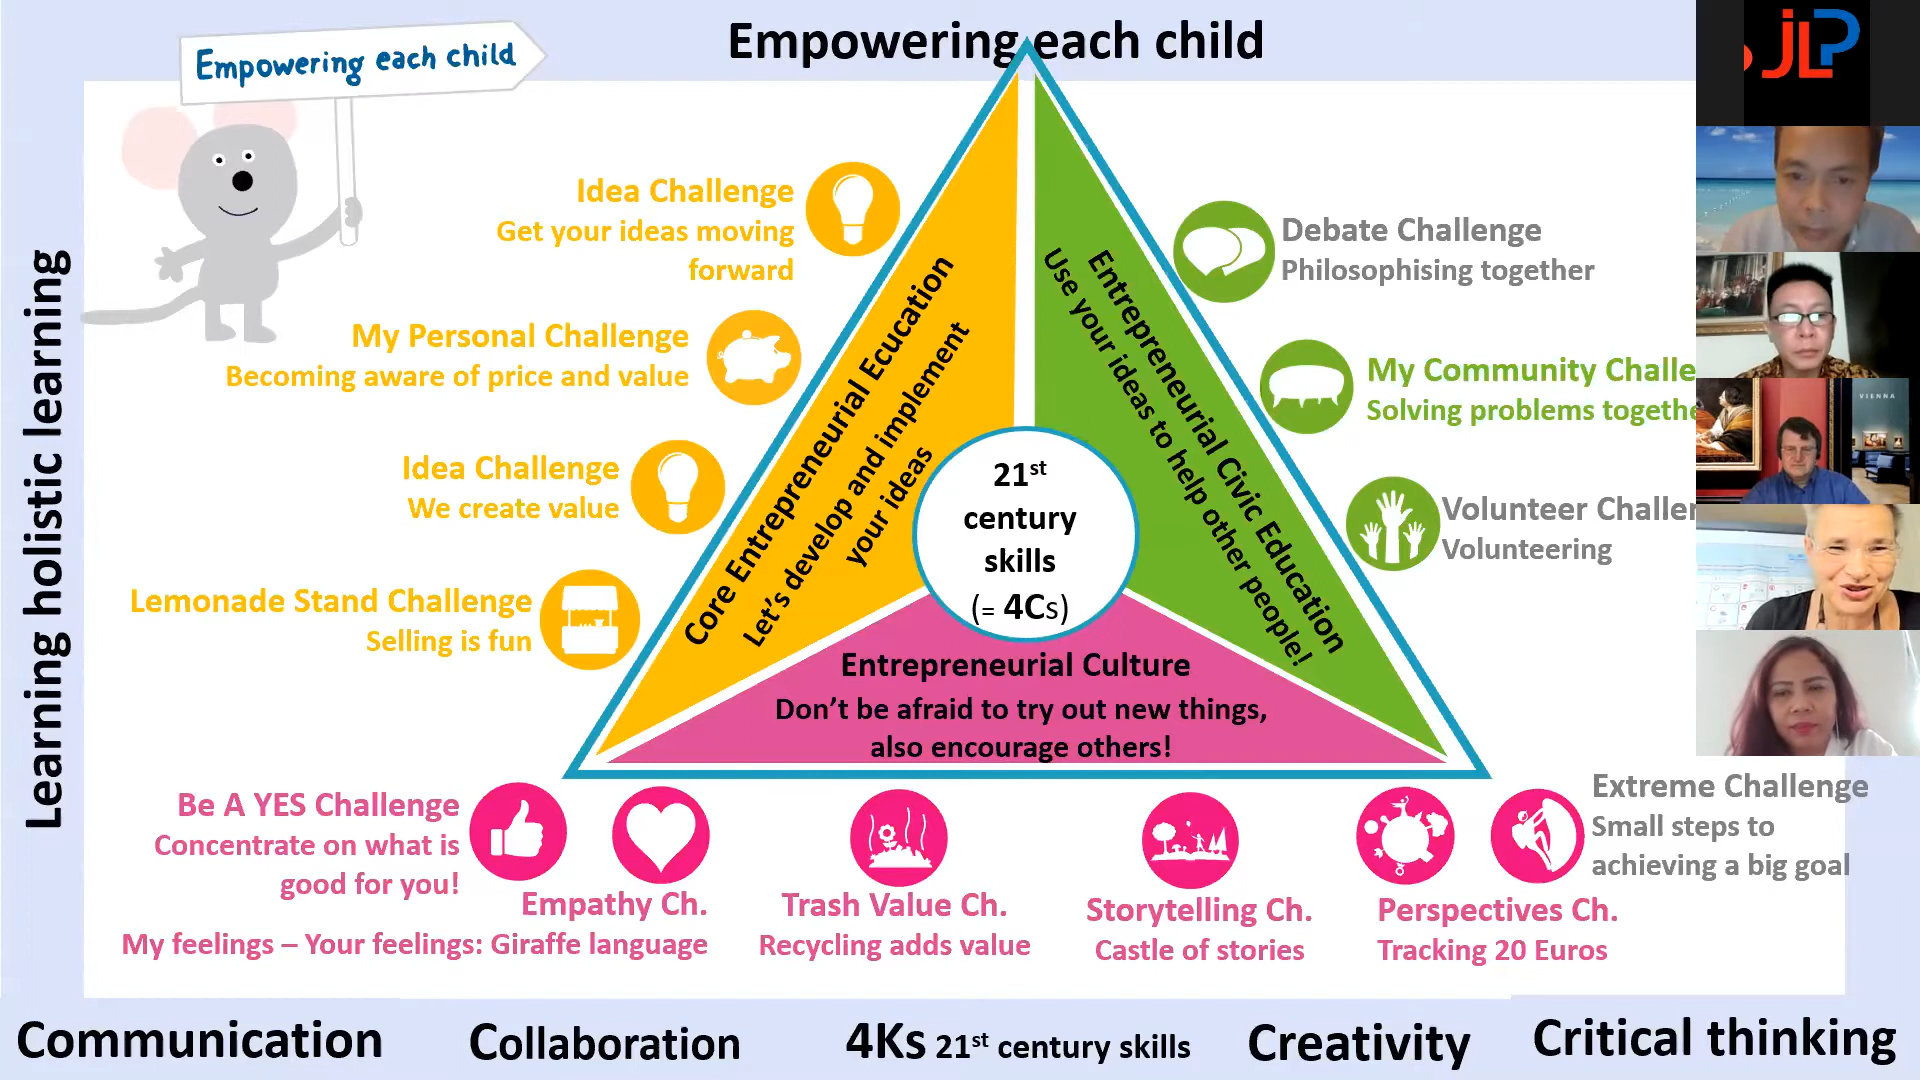 Empowering each child
Empowering each child
JLP
Learning holistic learning
Idea Challenge
Get your ideas moving
forward
My Personal Challenge
Becoming aware of price and value
Idea Challenge
We create value
Lemonade Stand Challenge
Selling is fun
Core Entrepreneurial Ecucation
Let's develop and implement
your ideas
Entrepreneurial Civic Education
Use your ideas to help other people!
21st
century
skills
(= 4Cs)
Entrepreneurial Culture
Don't be afraid to try out new things,
also encourage others!
Debate Challenge
Philosophising together
My Community Challe
Solving problems togethe
Volunteer Challen
Volunteering
VIENNA
Be A YES Challenge
Concentrate on what is
good for you!
Empathy Ch.
My feelings – Your feelings: Giraffe language
Trash Value Ch.
Recycling adds value
Storytelling Ch.
Castle of stories
Perspectives Ch.
Tracking 20 Euros
Extreme Challenge
Small steps to
achieving a big goal
Communication
Collaboration
4Ks 21st century skills
Creativity
Critical thinking